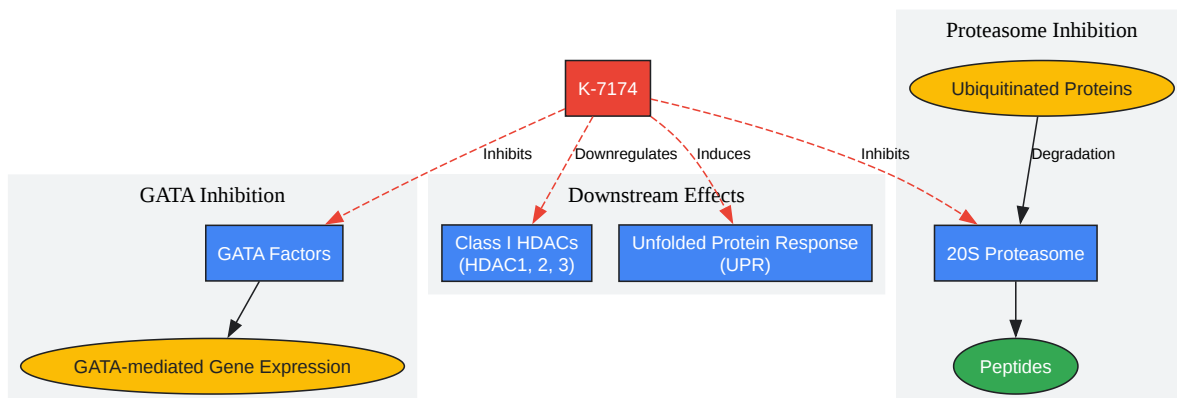 Proteasome Inhibition
K-7174
Ubiquitinated Proteins
Inhibits
Downregulates
Induces
Inhibits
Degradation
GATA Inhibition
Downstream Effects
GATA Factors
Class I HDACs
(HDAC1, 2, 3)
Unfolded Protein Response
(UPR)
20S Proteasome
GATA-mediated Gene Expression
Peptides